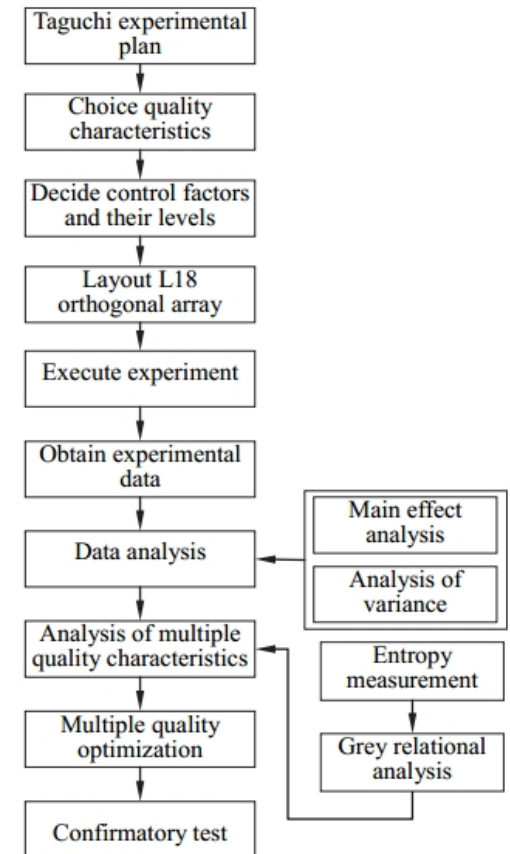 Taguchi experimental
plan
Choice quality
characteristics
Decide control factors
and their levels
Layout L18
orthogonal array
Execute experiment
Obtain experimental
data
Data analysis
Main effect
analysis
Analysis of
variance
Analysis of multiple
quality characteristics
Entropy
measurement
Grey relational
analysis
Multiple quality
optimization
Confirmatory test